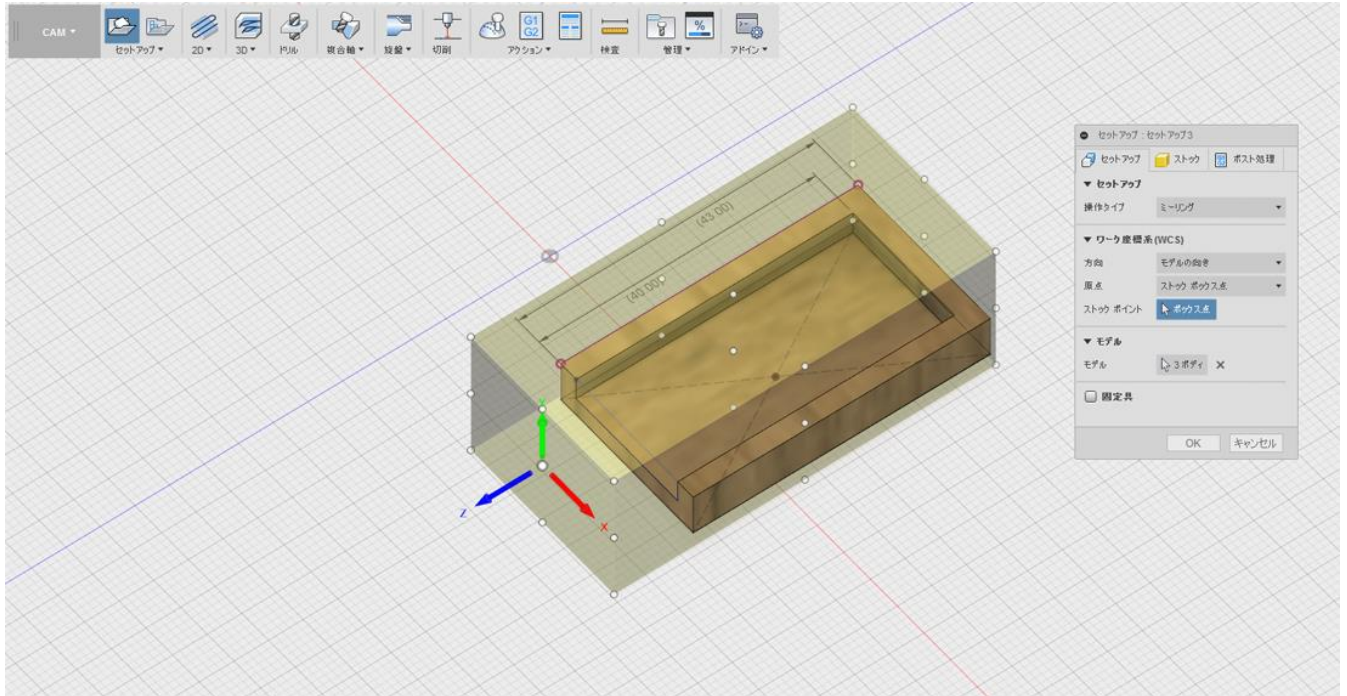 CAM
セットアップ 2D 3D ドリル 複合軸 旋盤 切削 アクション 検査 管理 アドイン
G1
G2
%
(43.00)
(40.00)
Z
X
Y
セットアップ : セットアップ3
セットアップ ストック ポスト処理
セットアップ
操作タイプ ミーリング
ワーク座標系(WCS)
方向 モデルの向き
原点 ストック ボックス点
ストック ポイント ボックス点
モデル
モデル 3 ボディ
固定具
OK キャンセル